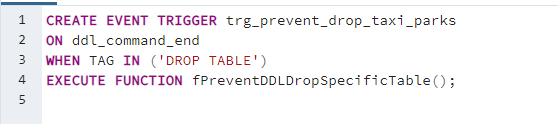 1 CREATE EVENT TRIGGER trg_prevent_drop_taxi_parks
2 ON ddl_command_end
3 WHEN TAG IN ('DROP TABLE')
4 EXECUTE FUNCTION fPreventDDLDropSpecificTable();
5